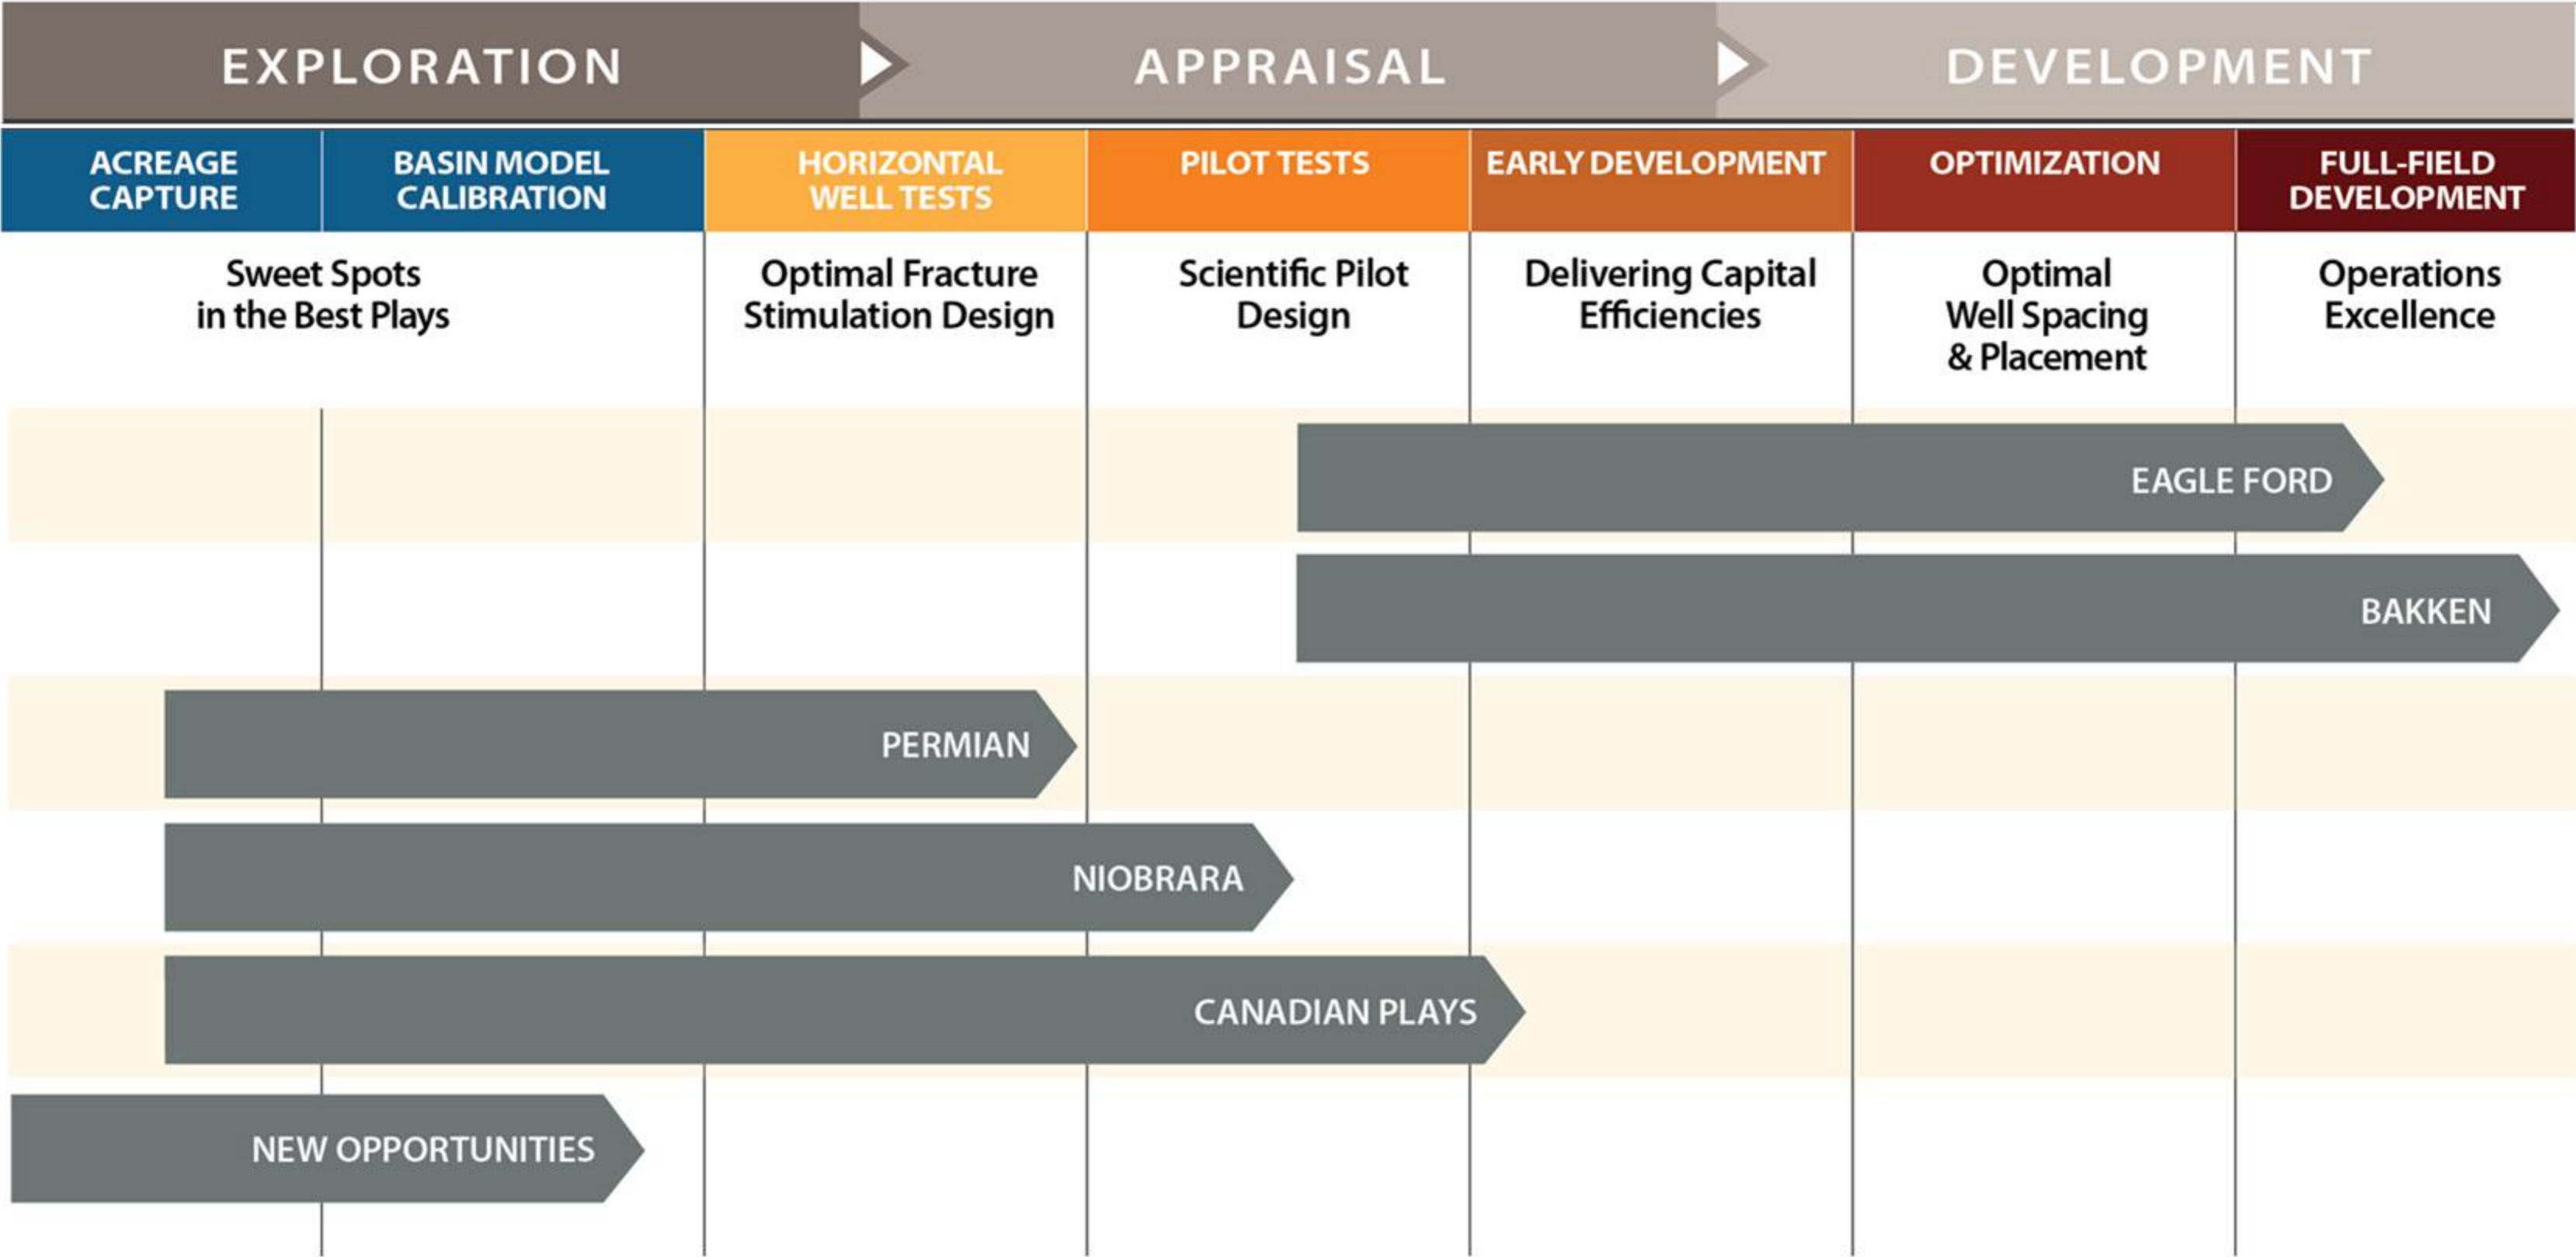 EXPLORATION
APPRAISAL
DEVELOPMENT
ACREAGE
CAPTURE
BASIN MODEL
CALIBRATION
HORIZONTAL
WELL TESTS
PILOT TESTS
EARLY DEVELOPMENT
OPTIMIZATION
FULL-FIELD
DEVELOPMENT
Sweet Spots
in the Best Plays
Optimal Fracture
Stimulation Design
Scientific Pilot
Design
Delivering Capital
Efficiencies
Optimal
Well Spacing
& Placement
Operations
Excellence
EAGLE FORD
BAKKEN
PERMIAN
NIOBRARA
CANADIAN PLAYS
NEW OPPORTUNITIES